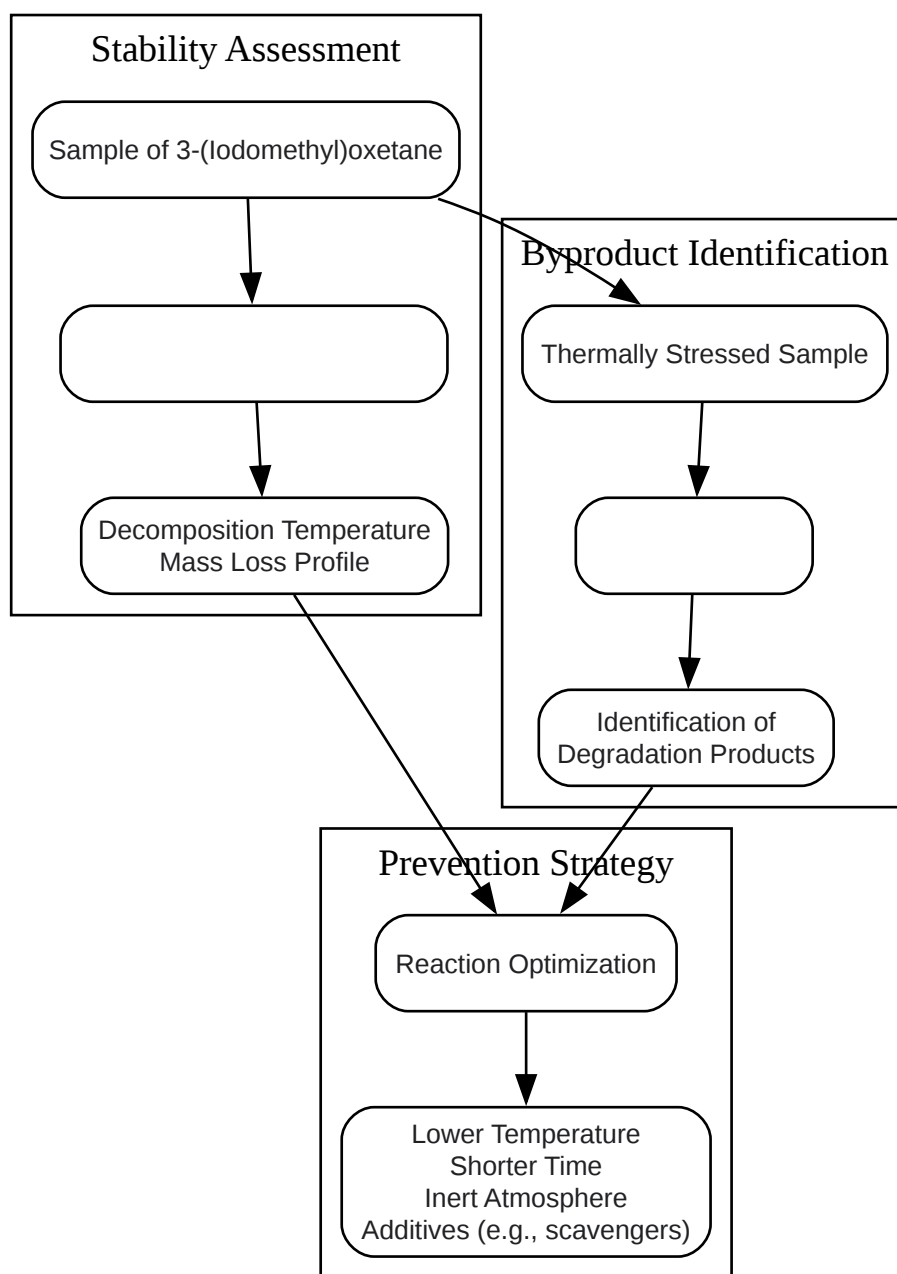 Stability Assessment
Sample of 3-(Iodomethyl)oxetane
Byproduct Identification
Thermally Stressed Sample
Decomposition Temperature
Mass Loss Profile
Identification of
Degradation Products
Prevention Strategy
Reaction Optimization
Lower Temperature
Shorter Time
Inert Atmosphere
Additives (e.g., scavengers)